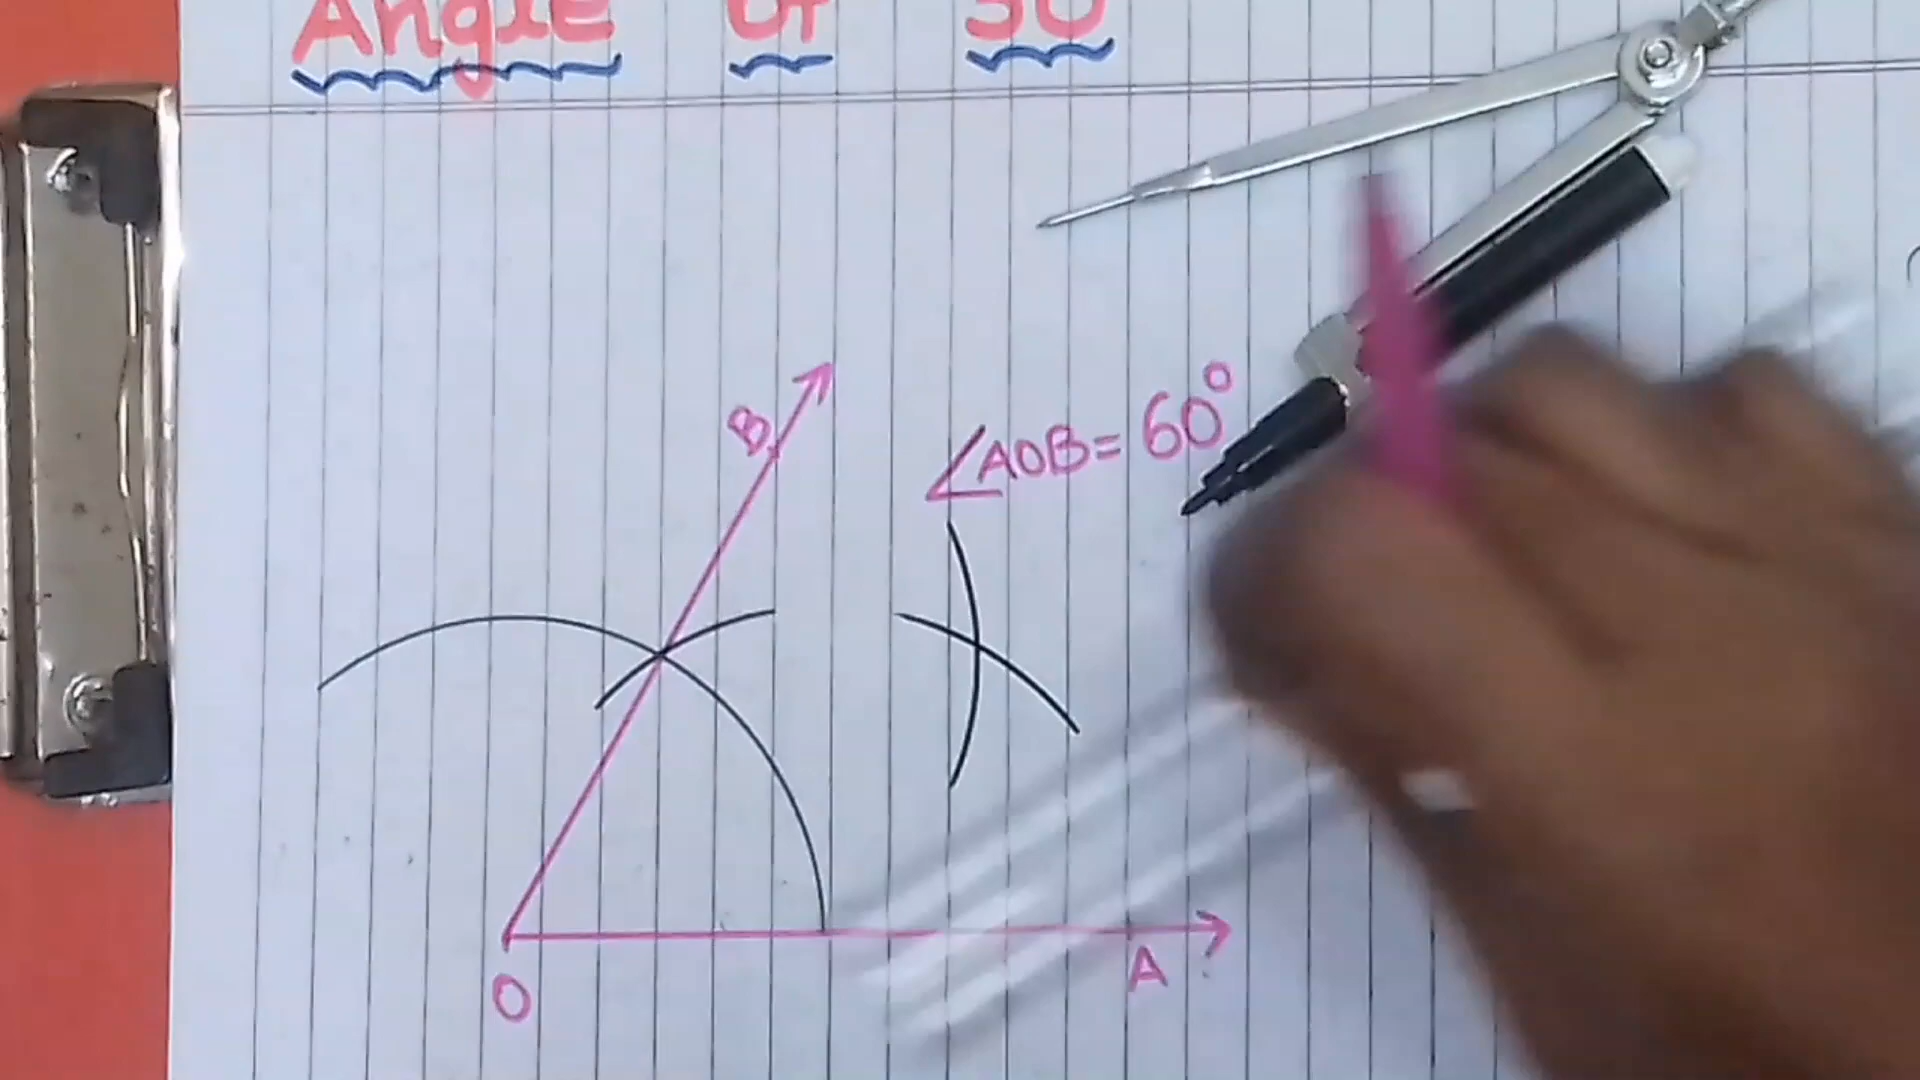 Angle of 30
B
∠AOB = 60°
A
O